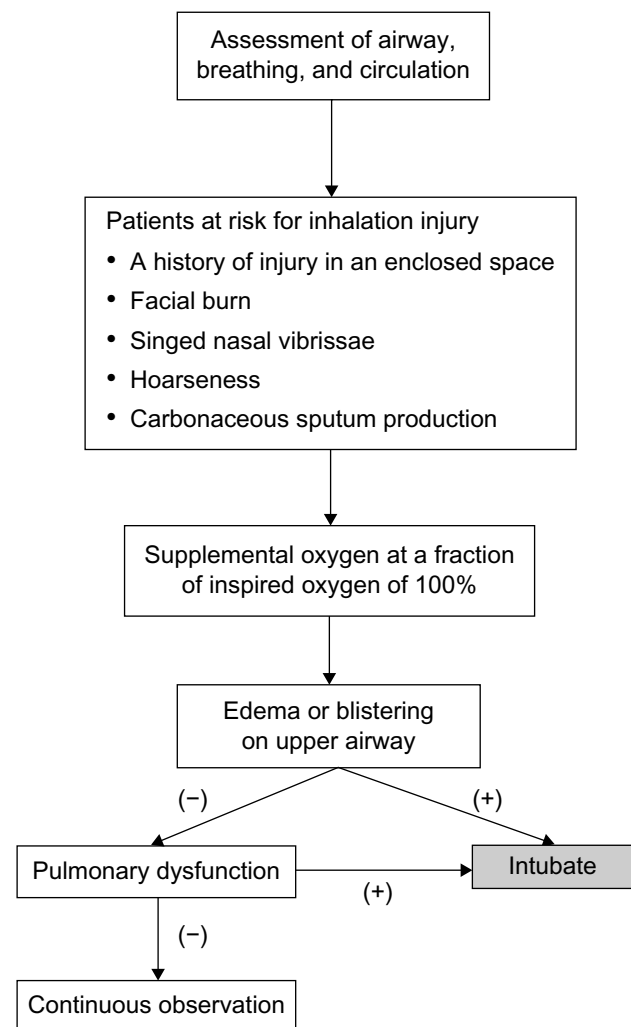 Assessment of airway,
breathing, and circulation
Patients at risk for inhalation injury
• A history of injury in an enclosed space
• Facial burn
• Singed nasal vibrissae
• Hoarseness
• Carbonaceous sputum production
Supplemental oxygen at a fraction
of inspired oxygen of 100%
Edema or blistering
on upper airway
(−)
(+)
Pulmonary dysfunction
Intubate
(+)
(−)
Continuous observation